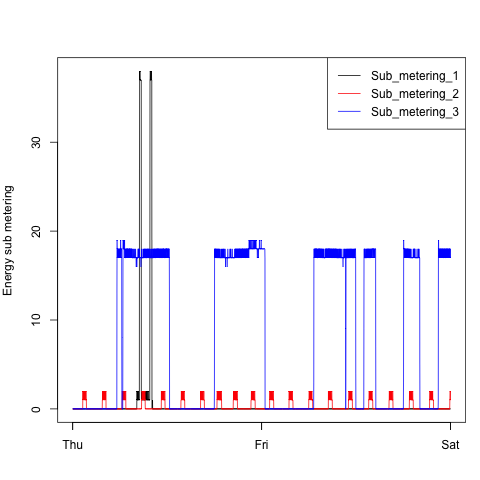 Sub_metering_1
Sub_metering_2
Sub_metering_3
Energy sub metering
30
20
10
0
Thu
Fri
Sat